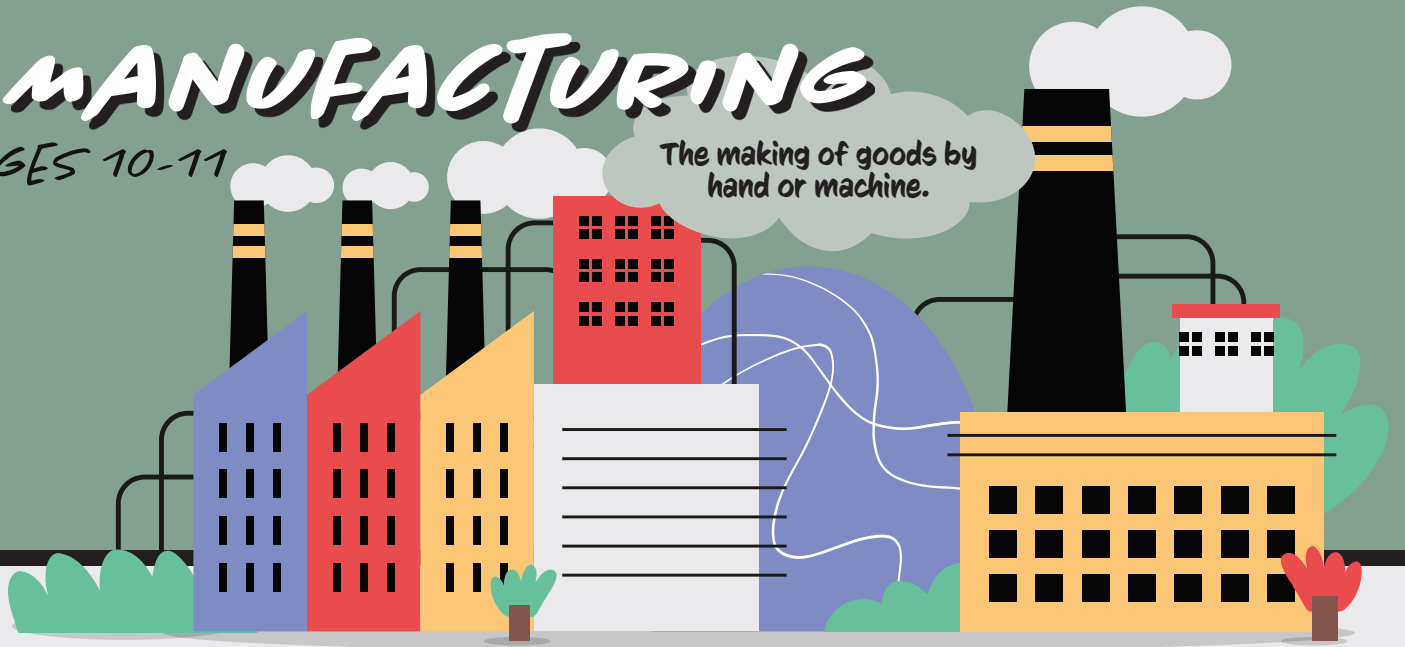 MANUFACTURING
GES 10-11
The making of goods by
hand or machine.